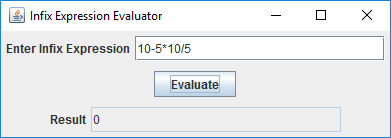 Infix Expression Evaluator
Enter Infix Expression 10-5*10/5
Evaluate
Result 0